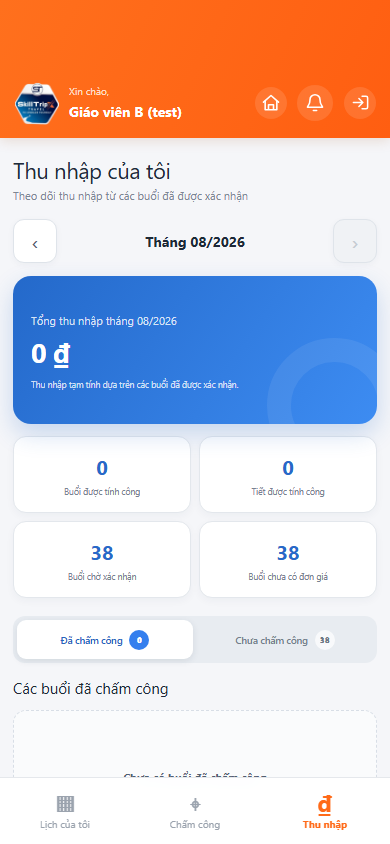 SkillTrip
Xin chào,
Giáo viên B (test)
Thu nhập của tôi
Theo dõi thu nhập từ các buổi đã được xác nhận
‹ Tháng 08/2026 ›
Tổng thu nhập tháng 08/2026
0 ₫
Thu nhập tạm tính dựa trên các buổi đã được xác nhận.
0 0
Buổi được tính công Tiết được tính công
38 38
Buổi chờ xác nhận Buổi chưa có đơn giá
Đã chấm công 0 Chưa chấm công 38
Các buổi đã chấm công
Chưa có buổi đã chấm công
₫
Lịch của tôi Chấm công Thu nhập